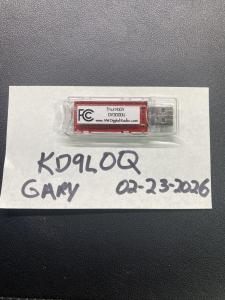 FC
ThumbDV
DV3000U
www.NWDigitalRadio.com
KD9LOQ
GARY 02-23-2026